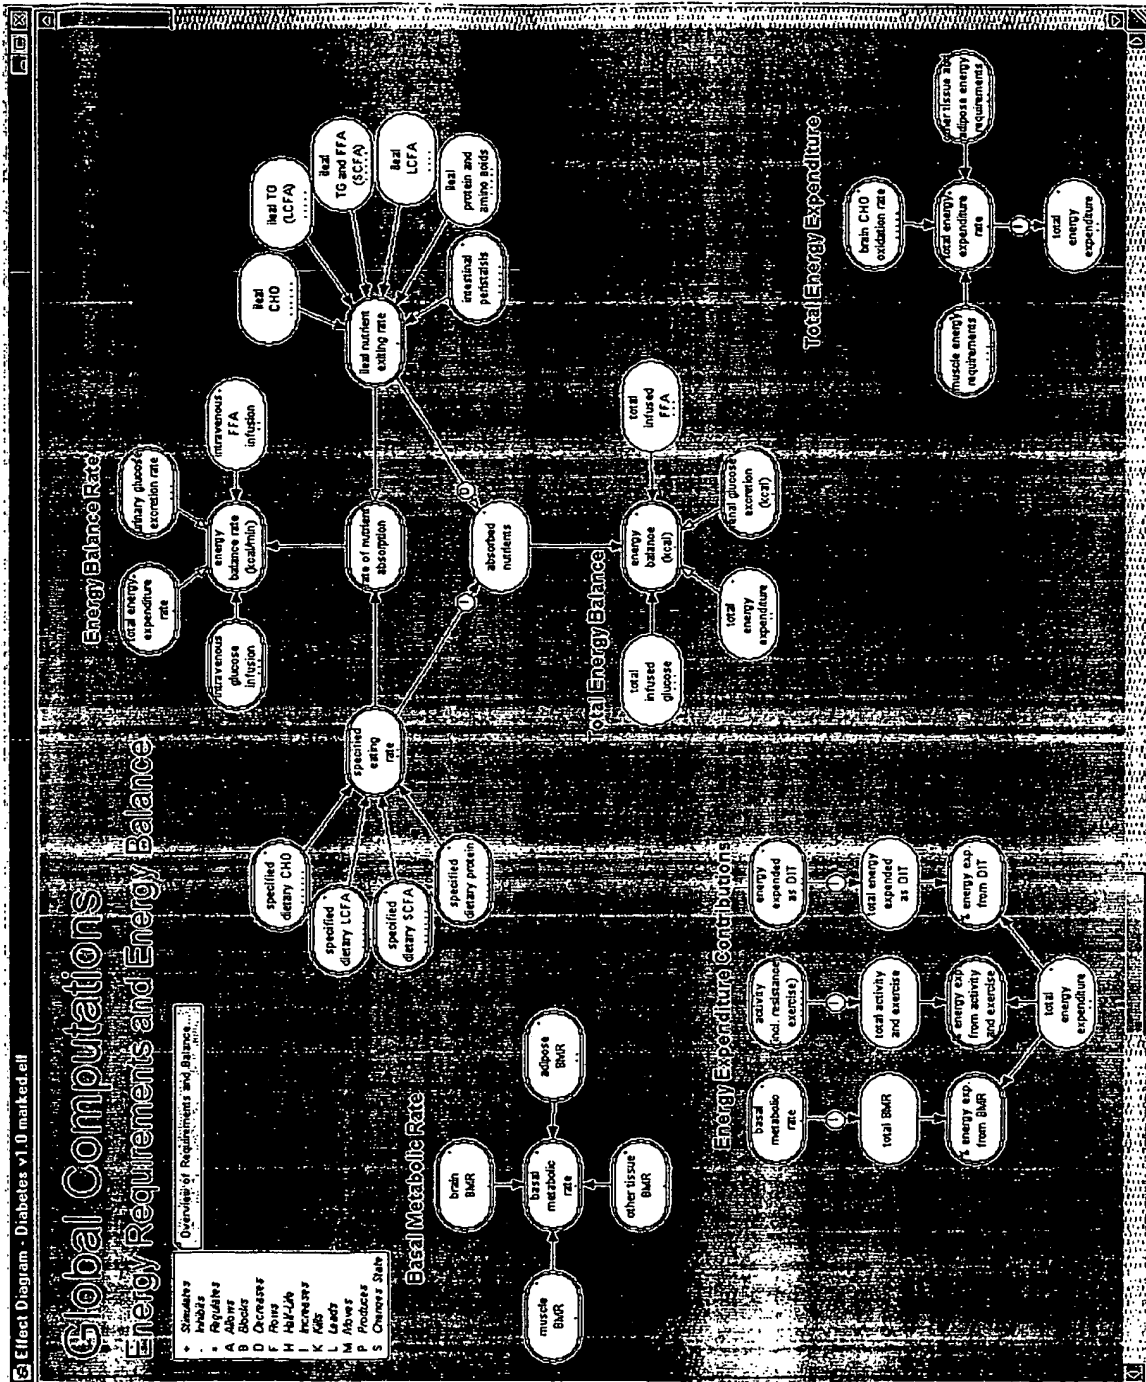 Effect Diagram - Diabetes v1.0 marked.eff
Global Computations
Energy Requirements and Energy Balance
+ Stimulates
- Inhibits
* Regulates
A Allows
B Blocks
D Decreases
F Forms
H Half-Life
I Increases
K Kills
L Leads
M Moves
P Produces
S Changes State
Overview of Requirements and Balance
Energy Balance Rate
total energy
expenditure
rate
urinary glucose
excretion rate
intravenous
glucose
infusion
energy
balance rate
(kcal/min)
intravenous
FFA
infusion
specified
dietary CHO
specified
dietary LCFA
specified
dietary SCFA
specified
dietary protein
specified
eating
rate
rate of nutrient
absorption
ileal nutrient
exiting rate
ileal
CHO
ileal TG
(LCFA)
ileal
TG and FFA
(SCFA)
ileal
LCFA
ileal
protein and
amino acids
intestinal
peristalsis
I
I
absorbed
nutrients
Basal Metabolic Rate
brain
BMR
muscle
BMR
basal
metabolic
rate
adipose
BMR
other tissue
BMR
Total Energy Balance
total
infused
glucose
energy
balance
(kcal)
total
infused
FFA
total
energy
expenditure
renal glucose
excretion
(kcal)
Energy Expenditure Contributions
basal
metabolic
rate
activity
(incl. resistance
exercise)
energy
expended
as DIT
I
I
I
total BMR
total activity
and exercise
total energy
expended
as DIT
% energy exp.
from BMR
% energy exp
from activity
and exercise
% energy exp
from DIT
total
energy
expenditure
Total Energy Expenditure
brain CHO
oxidation rate
muscle energy
requirements
total energy
expenditure
rate
other tissue and
adipose energy
requirements
I
total
energy
expenditure